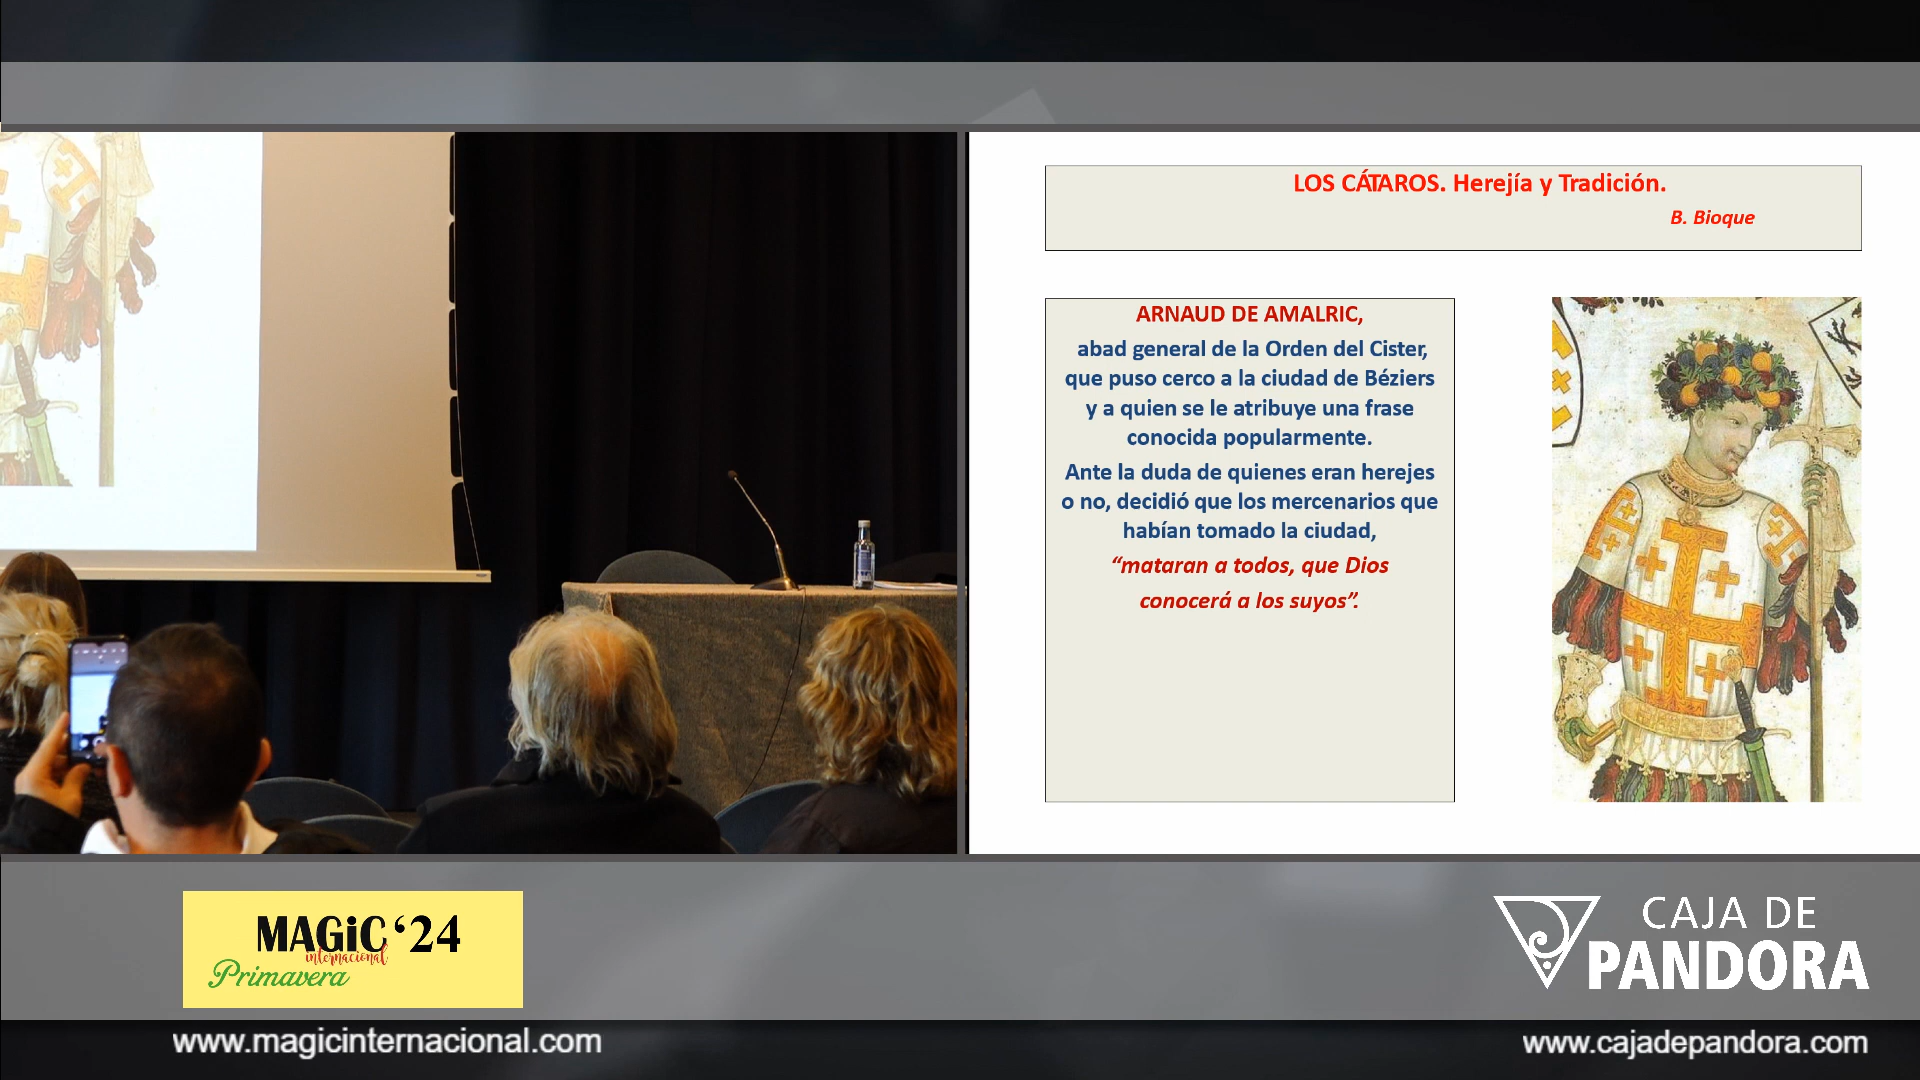 LOS CÁTAROS. Herejía y Tradición.
B. Bioque
ARNAUD DE AMALRIC,
abad general de la Orden del Cister,
que puso cerco a la ciudad de Béziers
y a quien se le atribuye una frase
conocida popularmente.
Ante la duda de quienes eran herejes
o no, decidió que los mercenarios que
habían tomado la ciudad,
“mataran a todos, que Dios
conocerá a los suyos”.
MAGiC ‘24
internacional
Primavera
CAJA DE
PANDORA
www.magicinternacional.com
www.cajadepandora.com